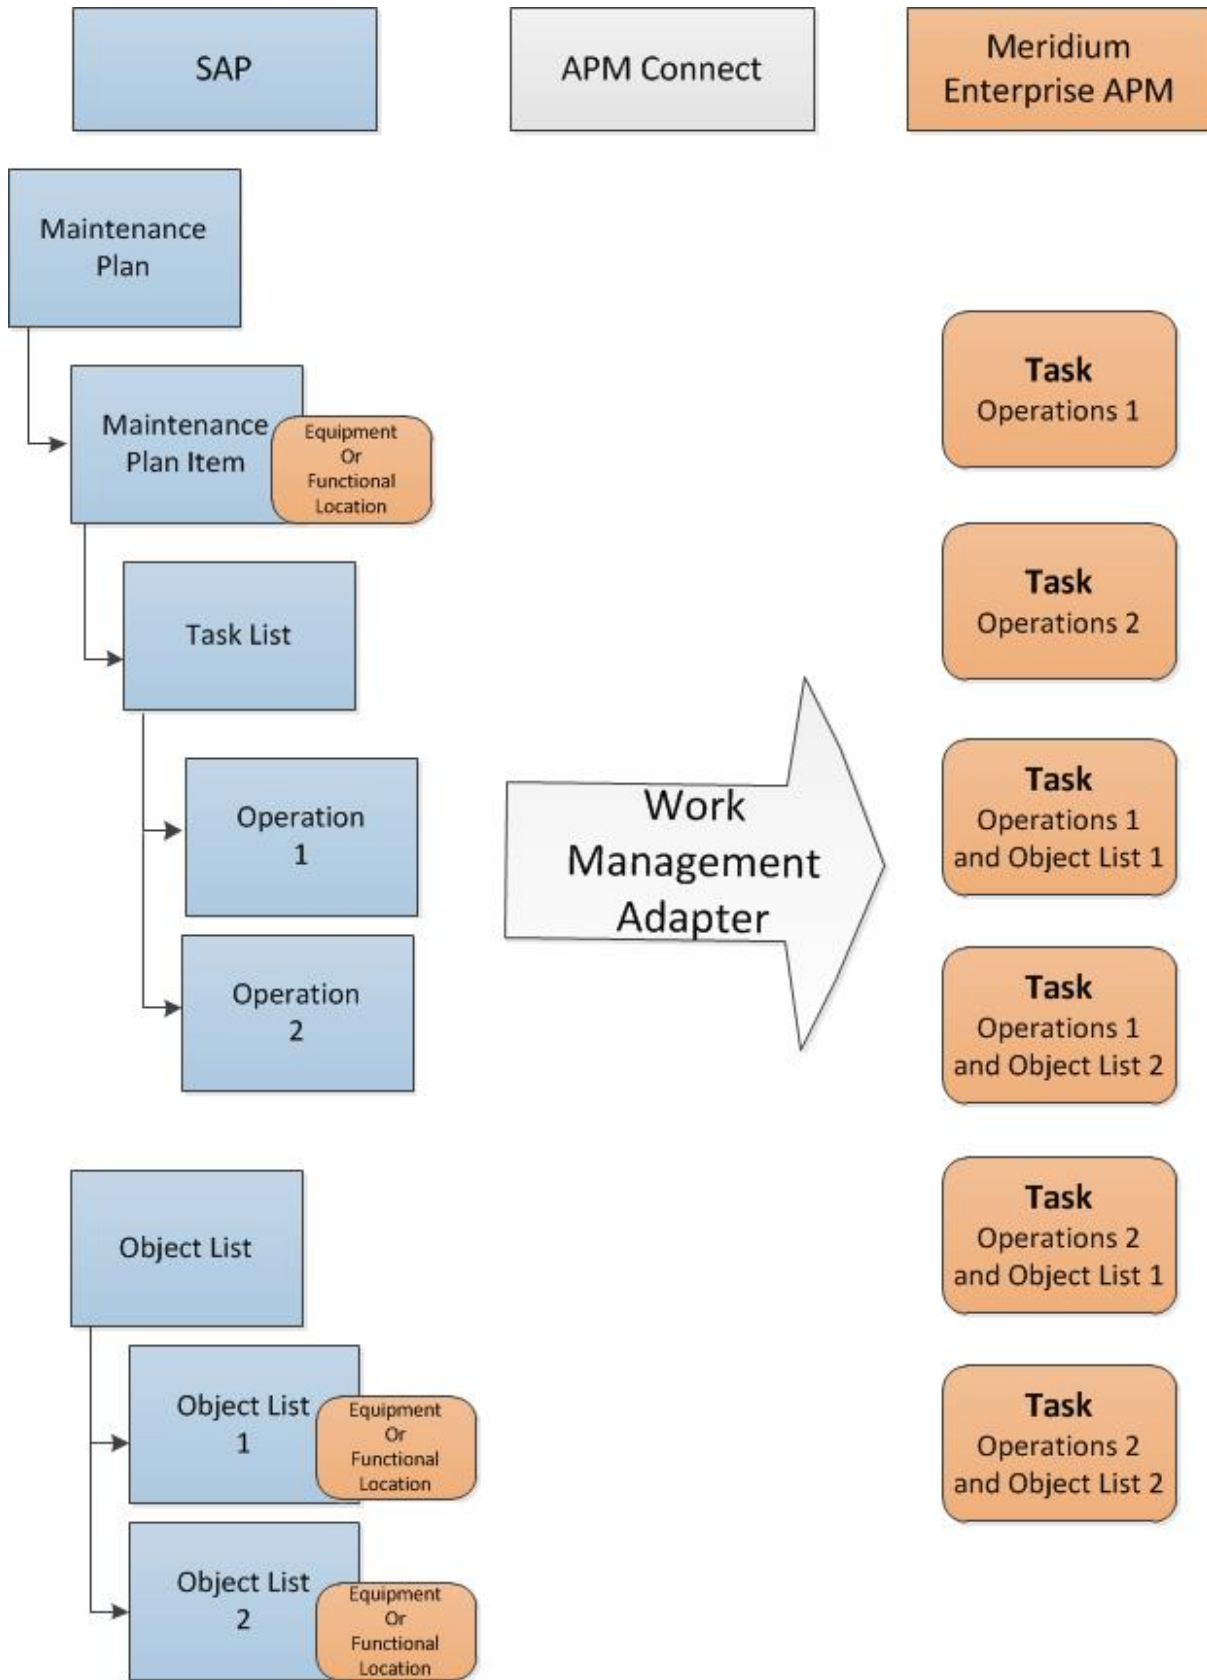 SAP
APM Connect
Meridium
Enterprise APM
Maintenance
Plan
Maintenance
Plan Item
Equipment
Or
Functional
Location
Task List
Operation
1
Operation
2
Object List
Object List
1
Equipment
Or
Functional
Location
Object List
2
Equipment
Or
Functional
Location
Work
Management
Adapter
Task
Operations 1
Task
Operations 2
Task
Operations 1
and Object List 1
Task
Operations 1
and Object List 2
Task
Operations 2
and Object List 1
Task
Operations 2
and Object List 2